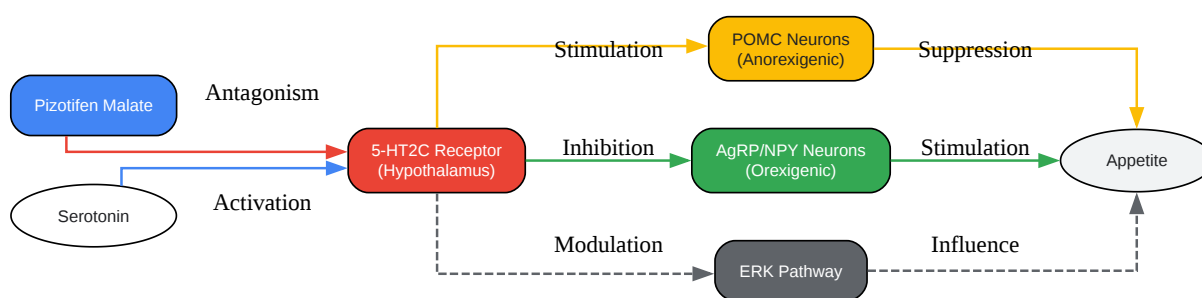 POMC Neurons
(Anorexigenic)
Stimulation
Suppression
Pizotifen Malate
Antagonism
5-HT2C Receptor
(Hypothalamus)
Inhibition
AgRP/NPY Neurons
(Orexigenic)
Stimulation
Appetite
Serotonin
Activation
Modulation
ERK Pathway
Influence